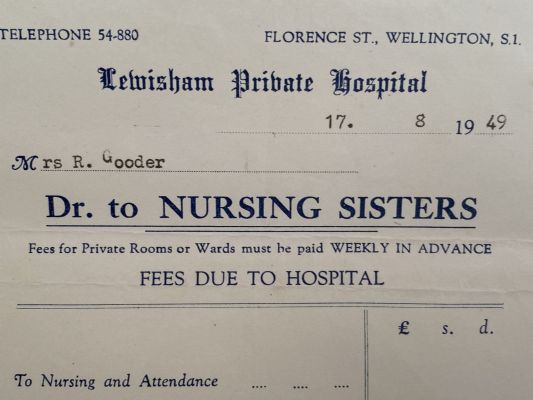 TELEPHONE 54-880 FLORENCE ST., WELLINGTON, S.1.
Lewisham Private Hospital
17. 8 19 49
Mrs R. Gooder
Dr. to NURSING SISTERS
Fees for Private Rooms or Wards must be paid WEEKLY IN ADVANCE
FEES DUE TO HOSPITAL
£ s. d.
To Nursing and Attendance .... .... ....